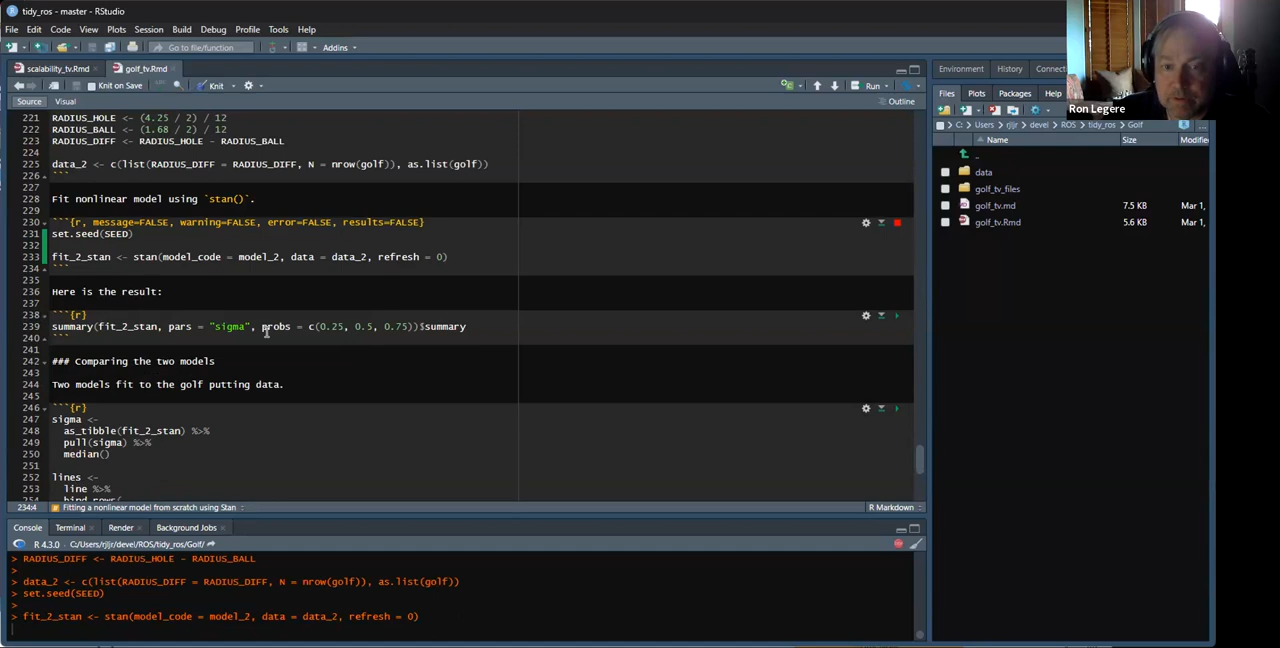 tidy_ros - master - RStudio
File Edit Code View Plots Session Build Debug Profile Tools Help
Go to file/function
Addins
scalability_tv.Rmd
golf_tv.Rmd
Knit on Save
Knit
Run
Source Visual
Outline
221 RADIUS_HOLE <- (4.25 / 2) / 12
222 RADIUS_BALL <- (1.68 / 2) / 12
223 RADIUS_DIFF <- RADIUS_HOLE - RADIUS_BALL
224
225 data_2 <- c(list(RADIUS_DIFF = RADIUS_DIFF, N = nrow(golf)), as.list(golf))
226 ```
227
228 Fit nonlinear model using `stan()`.
229
230 ```{r, message=FALSE, warning=FALSE, error=FALSE, results=FALSE}
231 set.seed(SEED)
232
233 fit_2_stan <- stan(model_code = model_2, data = data_2, refresh = 0)
234 ```
235
236 Here is the result:
237
238 ```{r}
239 summary(fit_2_stan, pars = "sigma", probs = c(0.25, 0.5, 0.75))$summary
240 ```
241
242 ### Comparing the two models
243
244 Two models fit to the golf putting data.
245
246 ```{r}
247 sigma <-
248 as_tibble(fit_2_stan) %>%
249 pull(sigma) %>%
250 median()
251
252 lines <-
253 line %>%
254 bind_rows(
234:4 Fitting a nonlinear model from scratch using Stan
R Markdown
Console Terminal Render Background Jobs
R 4.3.0 · C:/Users/rjljr/devel/ROS/tidy_ros/Golf/
> RADIUS_DIFF <- RADIUS_HOLE - RADIUS_BALL
>
> data_2 <- c(list(RADIUS_DIFF = RADIUS_DIFF, N = nrow(golf)), as.list(golf))
> set.seed(SEED)
>
> fit_2_stan <- stan(model_code = model_2, data = data_2, refresh = 0)
Environment History Connect
Files Plots Packages Help
C: Users rjljr devel ROS tidy_ros Golf
Name Size Modifie
..
data
golf_tv_files
golf_tv.md 7.5 KB Mar 1,
golf_tv.Rmd 5.6 KB Mar 1,
Ron Legere